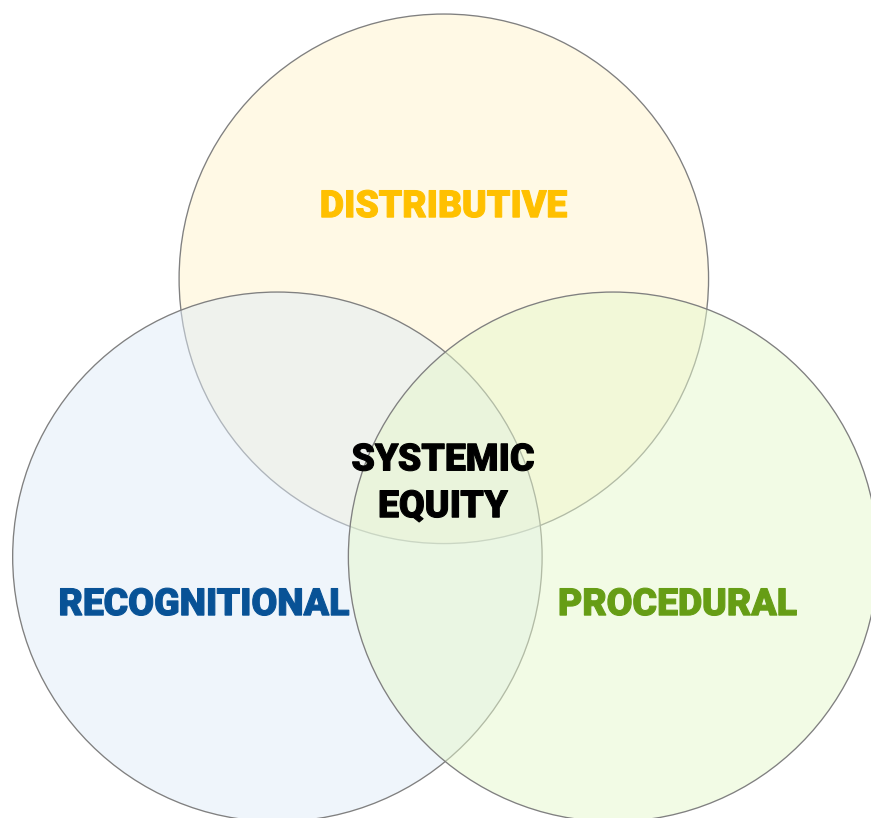 DISTRIBUTIVE
SYSTEMIC
EQUITY
RECOGNITIONAL
PROCEDURAL